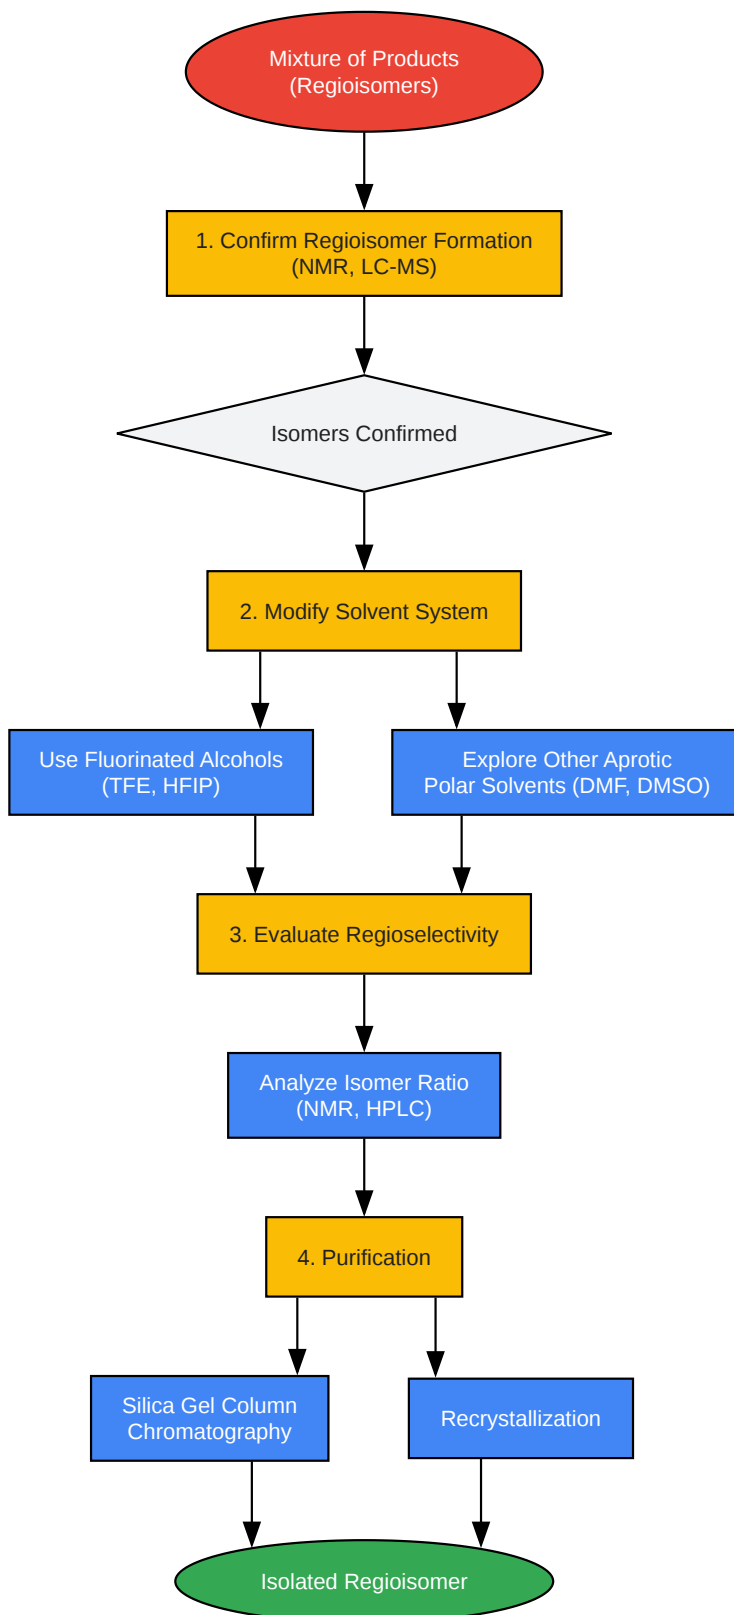 Mixture of Products
(Regioisomers)
1. Confirm Regioisomer Formation
(NMR, LC-MS)
Isomers Confirmed
2. Modify Solvent System
Use Fluorinated Alcohols
(TFE, HFIP)
Explore Other Aprotic
Polar Solvents (DMF, DMSO)
3. Evaluate Regioselectivity
Analyze Isomer Ratio
(NMR, HPLC)
4. Purification
Silica Gel Column
Chromatography
Recrystallization
Isolated Regioisomer